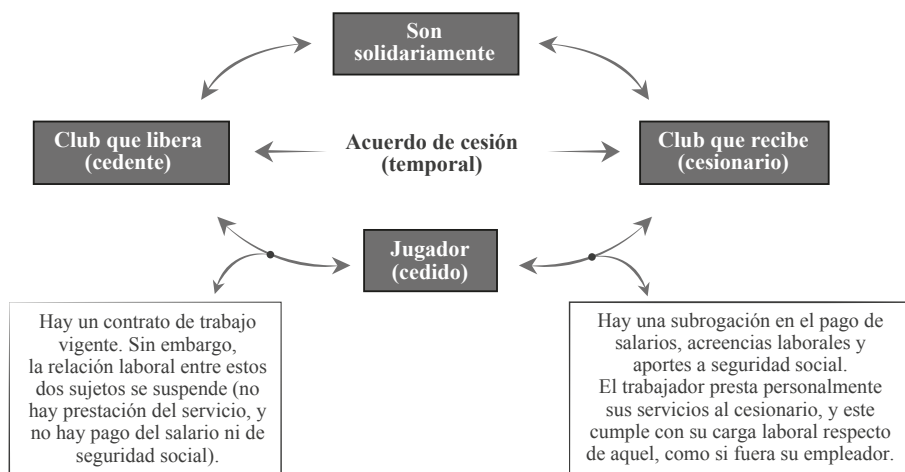 Son
solidariamente
Club que libera
(cedente)
Acuerdo de cesión
(temporal)
Club que recibe
(cesionario)
Jugador
(cedido)
Hay un contrato de trabajo
vigente. Sin embargo,
la relación laboral entre estos
dos sujetos se suspende (no
hay prestación del servicio, y
no hay pago del salario ni de
seguridad social).
Hay una subrogación en el pago de
salarios, acreencias laborales y
aportes a seguridad social.
El trabajador presta personalmente
sus servicios al cesionario, y este
cumple con su carga laboral respecto
de aquel, como si fuera su empleador.